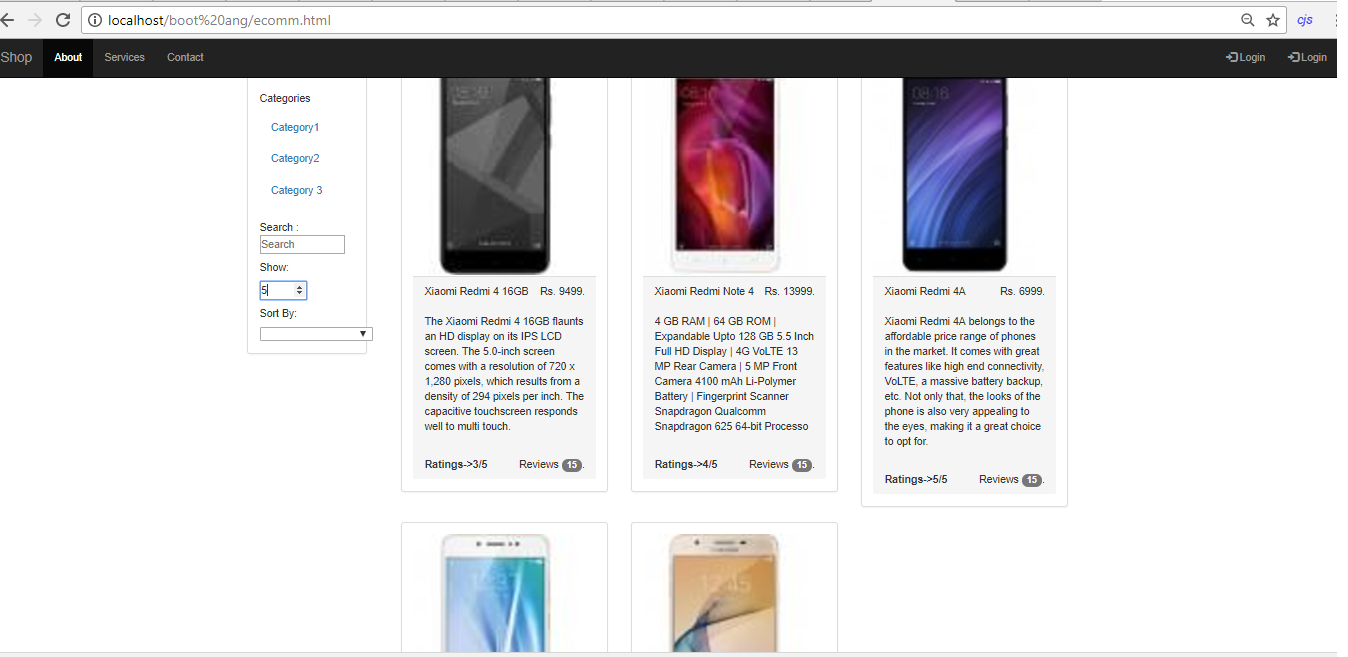 localhost/boot%20ang/ecomm.html
cjs
Shop About Services Contact Login Login
Categories
Category1
Category2
Category 3
Search :
Search
Show:
5
Sort By:
Xiaomi Redmi 4 16GB Rs. 9499.
The Xiaomi Redmi 4 16GB flaunts
an HD display on its IPS LCD
screen. The 5.0-inch screen
comes with a resolution of 720 x
1,280 pixels, which results from a
density of 294 pixels per inch. The
capacitive touchscreen responds
well to multi touch.
Ratings->3/5 Reviews 15.
Xiaomi Redmi Note 4 Rs. 13999.
4 GB RAM | 64 GB ROM |
Expandable Upto 128 GB 5.5 Inch
Full HD Display | 4G VoLTE 13
MP Rear Camera | 5 MP Front
Camera 4100 mAh Li-Polymer
Battery | Fingerprint Scanner
Snapdragon Qualcomm
Snapdragon 625 64-bit Processo
Ratings->4/5 Reviews 15.
08:18
Xiaomi Redmi 4A Rs. 6999.
Xiaomi Redmi 4A belongs to the
affordable price range of phones
in the market. It comes with great
features like high end connectivity,
VoLTE, a massive battery backup,
etc. Not only that, the looks of the
phone is also very appealing to
the eyes, making it a great choice
to opt for.
Ratings->5/5 Reviews 15.
12:45